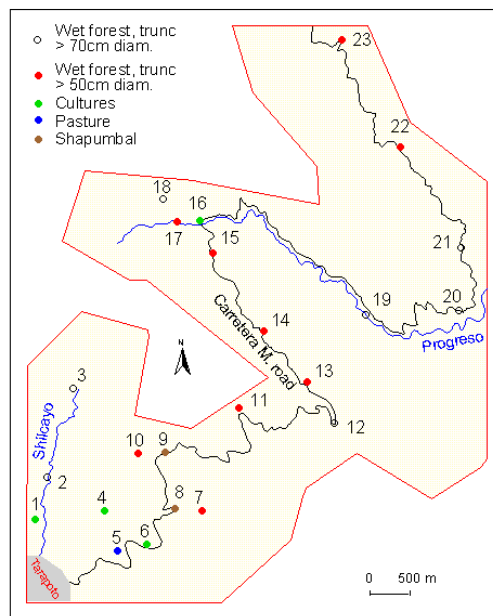 Wet forest, trunc
> 70cm diam.
Wet forest, trunc
> 50cm diam.
Cultures
Pasture
Shapumbal
23
22
18
16
17
15
21
19
20
Progreso
14
Carretera M. road
13
3
11
12
Shilcayo
10
9
2
1
4
8
7
5
6
Tarapoto
0 500 m